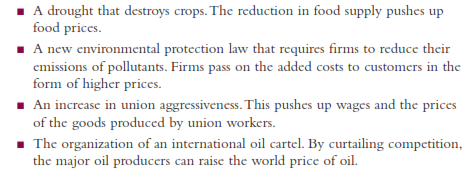 ■ A drought that destroys crops. The reduction in food supply pushes up
food prices.
■ A new environmental protection law that requires firms to reduce their
emissions of pollutants. Firms pass on the added costs to customers in the
form of higher prices.
■ An increase in union aggressiveness. This pushes up wages and the prices
of the goods produced by union workers.
■ The organization of an international oil cartel. By curtailing competition,
the major oil producers can raise the world price of oil.